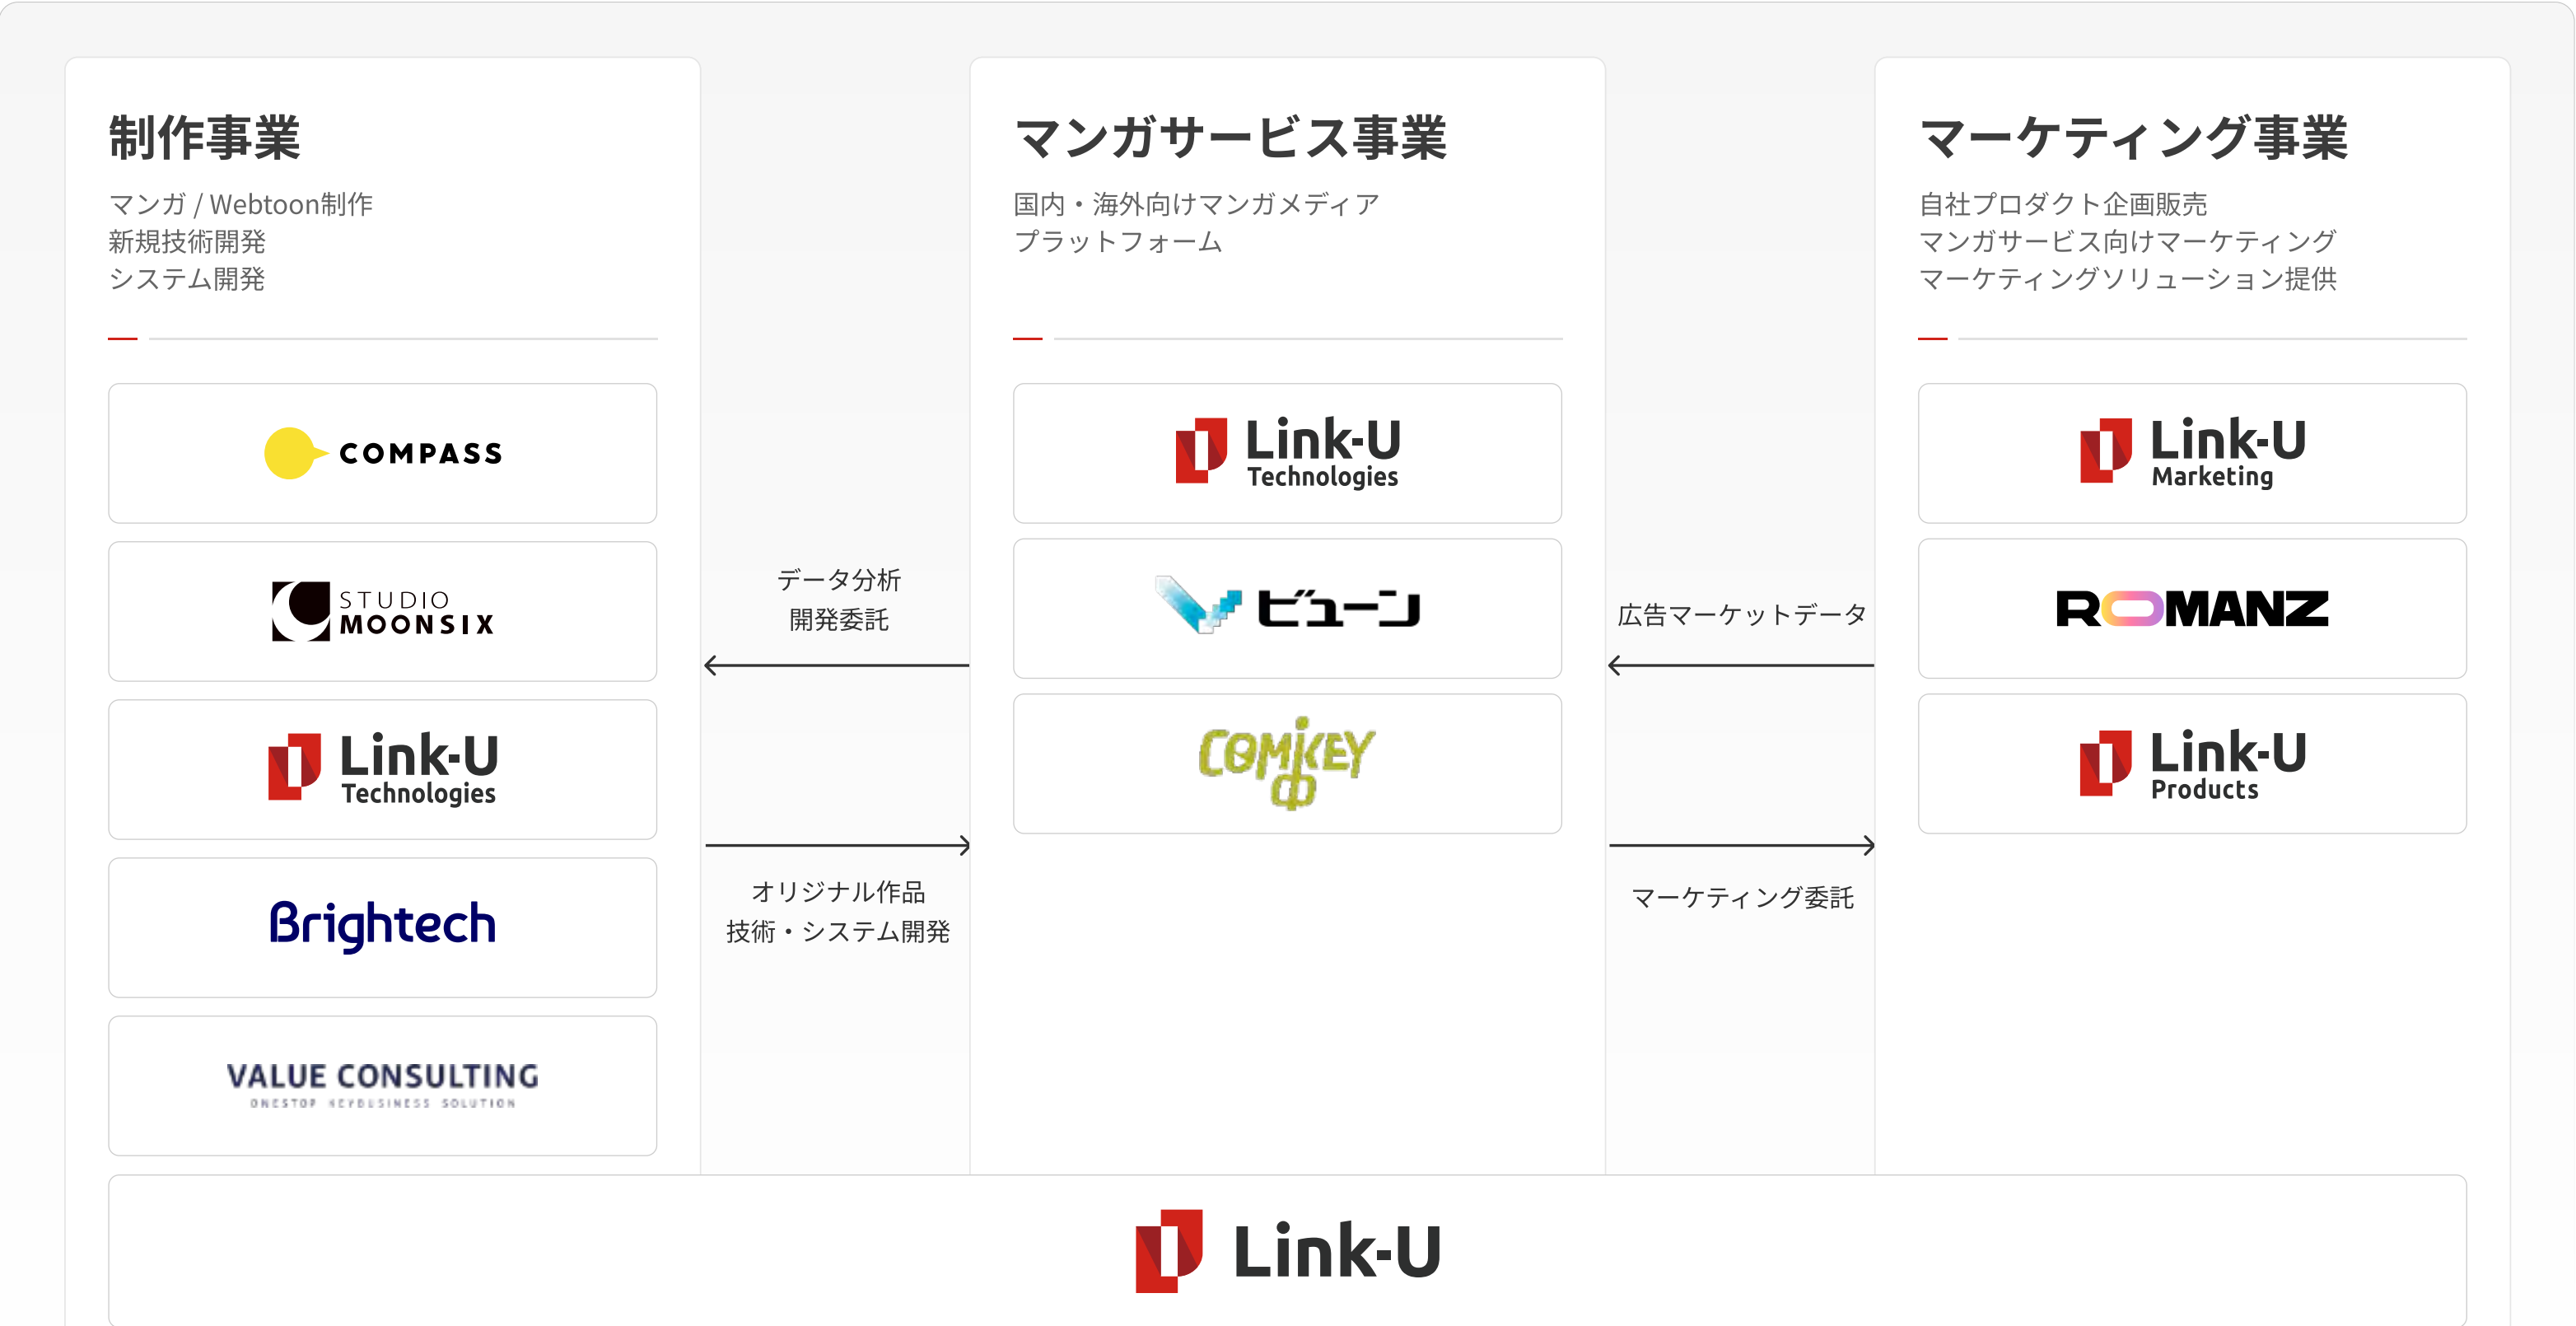 制作事業
マンガ / Webtoon制作
新規技術開発
システム開発
COMPASS
STUDIO
MOONSIX
Link-U
Technologies
Brightech
VALUE CONSULTING
ONESTOP KEYBUSINESS SOLUTION
データ分析
開発委託
オリジナル作品
技術・システム開発
マンガサービス事業
国内・海外向けマンガメディア
プラットフォーム
Link-U
Technologies
ビューン
COMIKEY
広告マーケットデータ
マーケティング委託
マーケティング事業
自社プロダクト企画販売
マンガサービス向けマーケティング
マーケティングソリューション提供
Link-U
Marketing
ROMANZ
Link-U
Products
Link-U